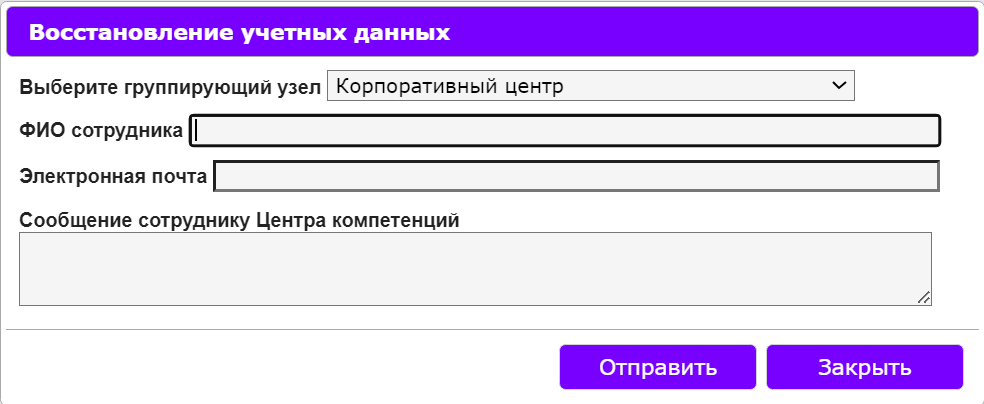 Восстановление учетных данных
Выберите группирующий узел Корпоративный центр
ФИО сотрудника
Электронная почта
Сообщение сотруднику Центра компетенций
Отправить Закрыть